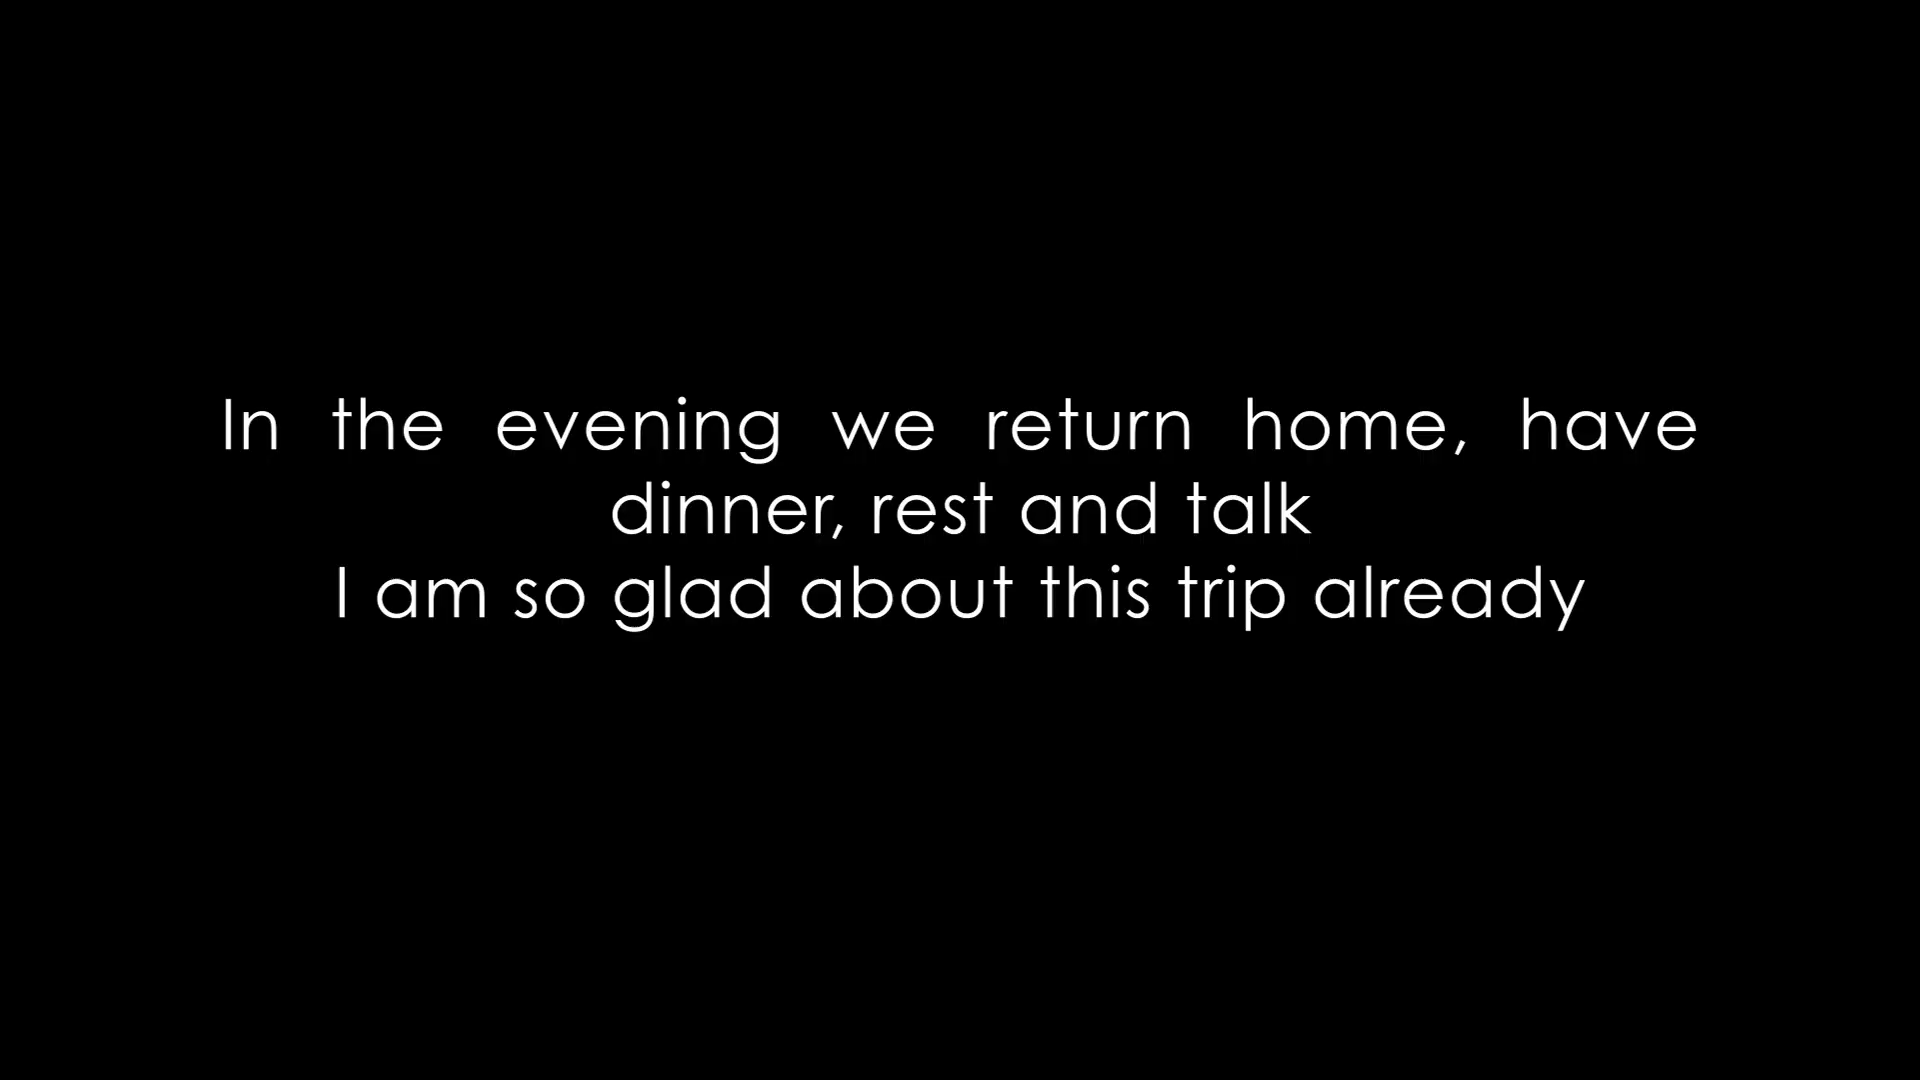 In the evening we return home, have
dinner, rest and talk
I am so glad about this trip already